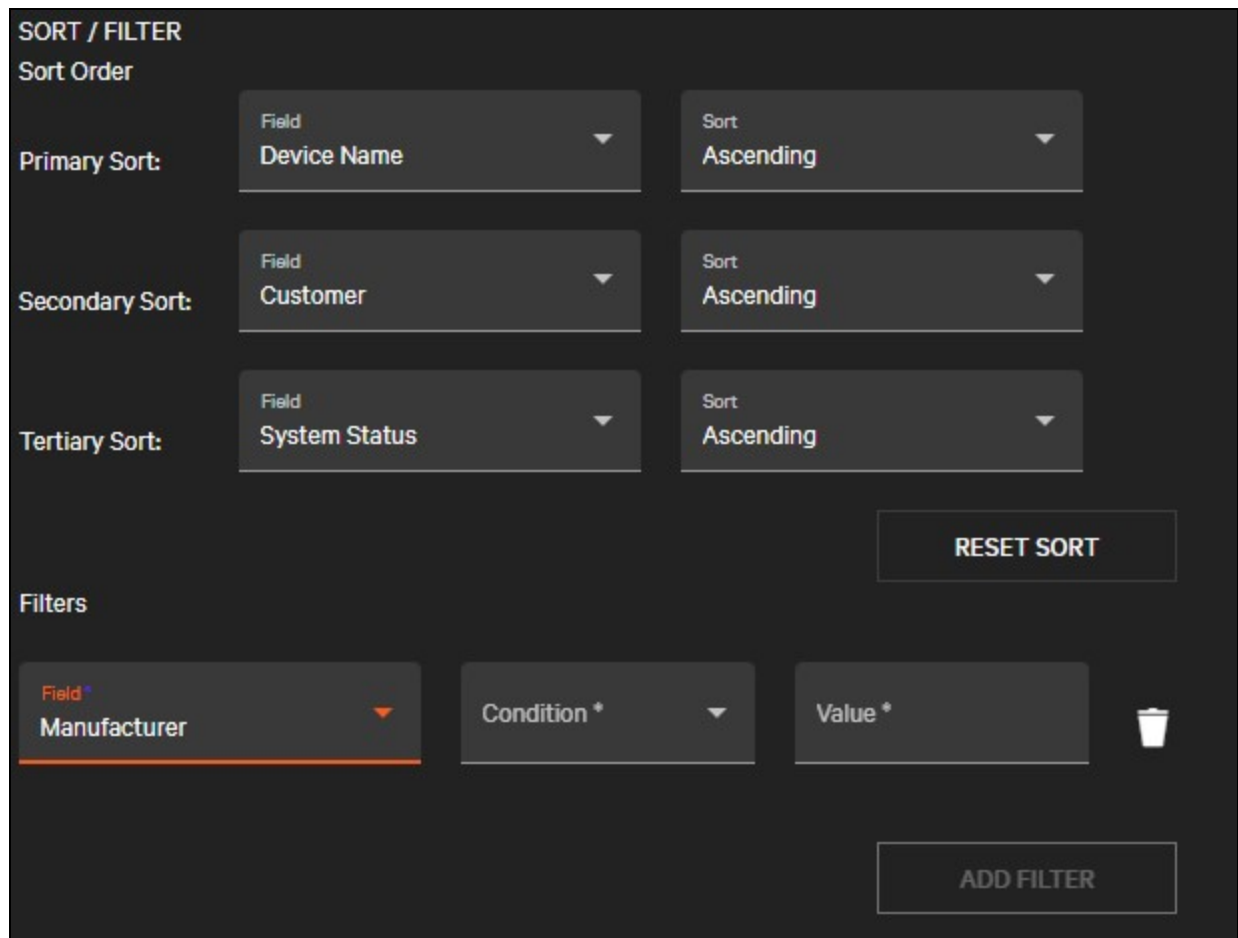 SORT / FILTER
Sort Order
Primary Sort:
Field
Device Name
Sort
Ascending
Secondary Sort:
Field
Customer
Sort
Ascending
Tertiary Sort:
Field
System Status
Sort
Ascending
RESET SORT
Filters
Field *
Manufacturer
Condition *
Value *
ADD FILTER